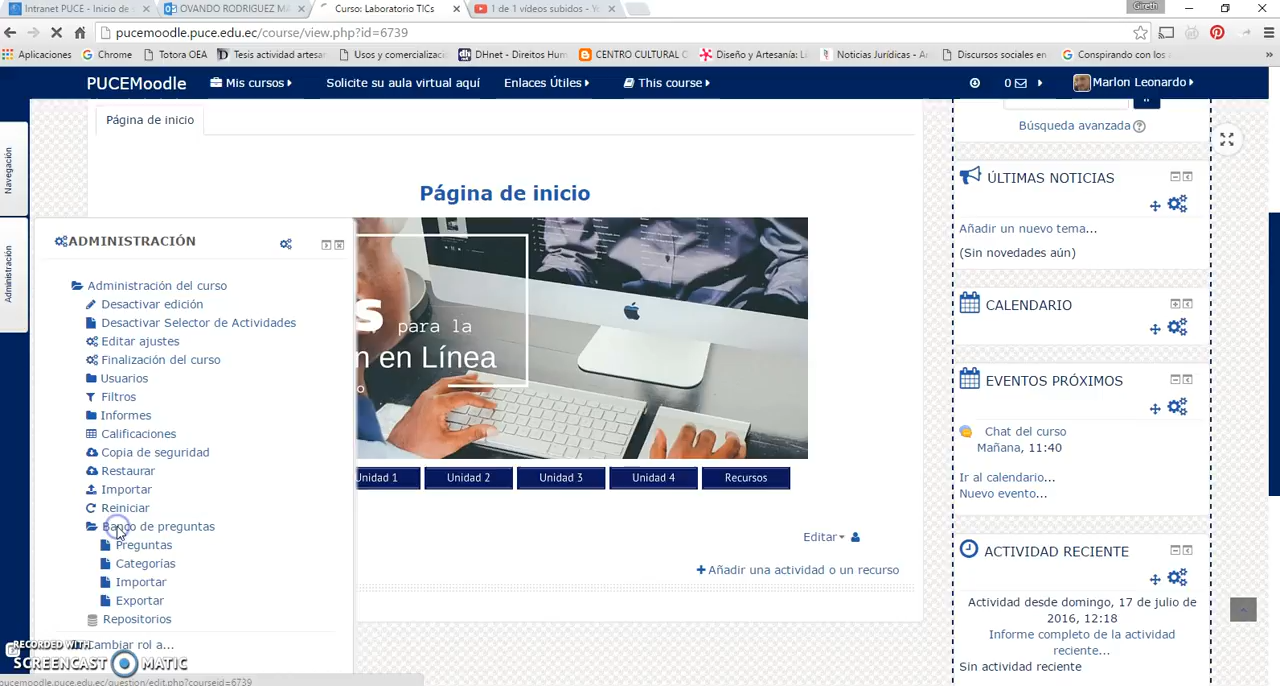 Intranet PUCE - Inicio de
OVANDO RODRIGUEZ MA
Curso: Laboratorio TICs
1 de 1 vídeos subidos - Yo
Gireth
pucemoodle.puce.edu.ec/course/view.php?id=6739
Aplicaciones
Chrome
Totora OEA
Tesis actividad artesar
Usos y comercializaci
DHnet - Direitos Hum
CENTRO CULTURAL C
Diseño y Artesanía: L
Noticias Jurídicas - A
Discursos sociales en
Conspirando con los
»
PUCEMoodle
Mis cursos
Solicite su aula virtual aquí
Enlaces Útiles
This course
0
Marlon Leonardo
Página de inicio
Búsqueda avanzada
Navegación
Administración
Página de inicio
ADMINISTRACIÓN
Administración del curso
Desactivar edición
Desactivar Selector de Actividades
Editar ajustes
Finalización del curso
Usuarios
Filtros
Informes
Calificaciones
Copia de seguridad
Restaurar
Importar
Reiniciar
Banco de preguntas
Preguntas
Categorías
Importar
Exportar
Repositorios
Cambiar rol a...
s para la
n en Línea
o
Unidad 1
Unidad 2
Unidad 3
Unidad 4
Recursos
Editar
Añadir una actividad o un recurso
ÚLTIMAS NOTICIAS
Añadir un nuevo tema...
(Sin novedades aún)
CALENDARIO
EVENTOS PRÓXIMOS
Chat del curso
Mañana, 11:40
Ir al calendario...
Nuevo evento...
ACTIVIDAD RECIENTE
Actividad desde domingo, 17 de julio de
2016, 12:18
Informe completo de la actividad
reciente...
Sin actividad reciente
RECORDED WITH
SCREENCAST MATIC
pucemoodle.puce.edu.ec/question/edit.php?courseid=6739